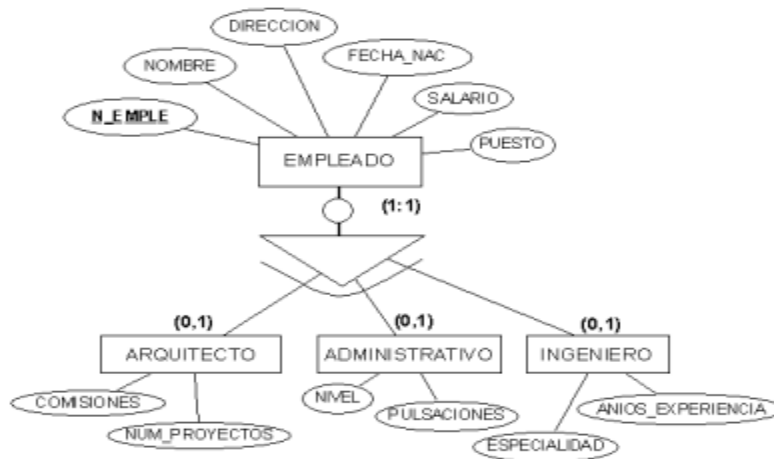 DIRECCION
NOMBRE
FECHA_NAC
N_EMPLE
SALARIO
EMPLEADO
PUESTO
(1:1)
(0,1)
(0,1)
(0,1)
ARQUITECTO
ADMINISTRATIVO
INGENIERO
COMISIONES
NIVEL
PULSACIONES
ANIOS_EXPERIENCIA
NUM_PROYECTOS
ESPECIALIDAD